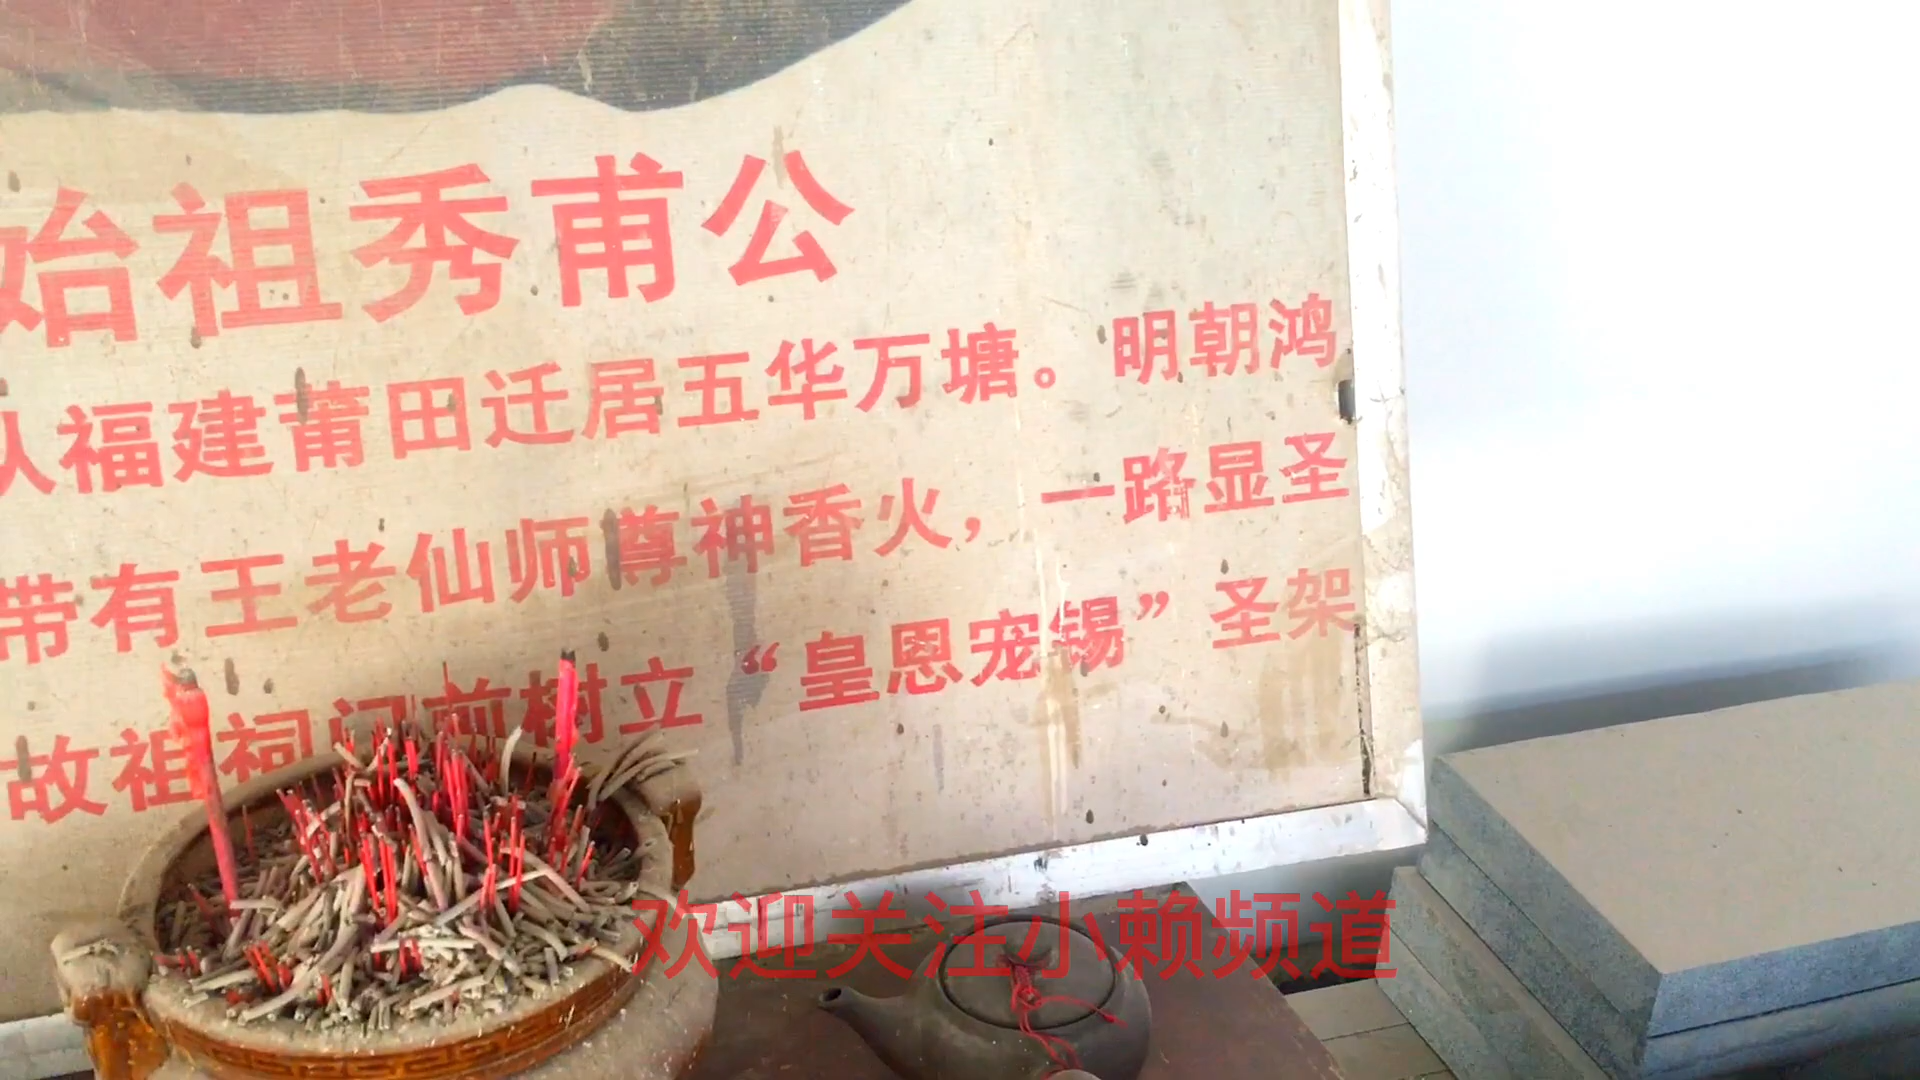 始祖秀甫公
从福建莆田迁居五华万塘。明朝鸿
带有王老仙师尊神香火，一路显圣
故祖祠门前树立“皇恩宠锡”圣架
欢迎关注小赖频道